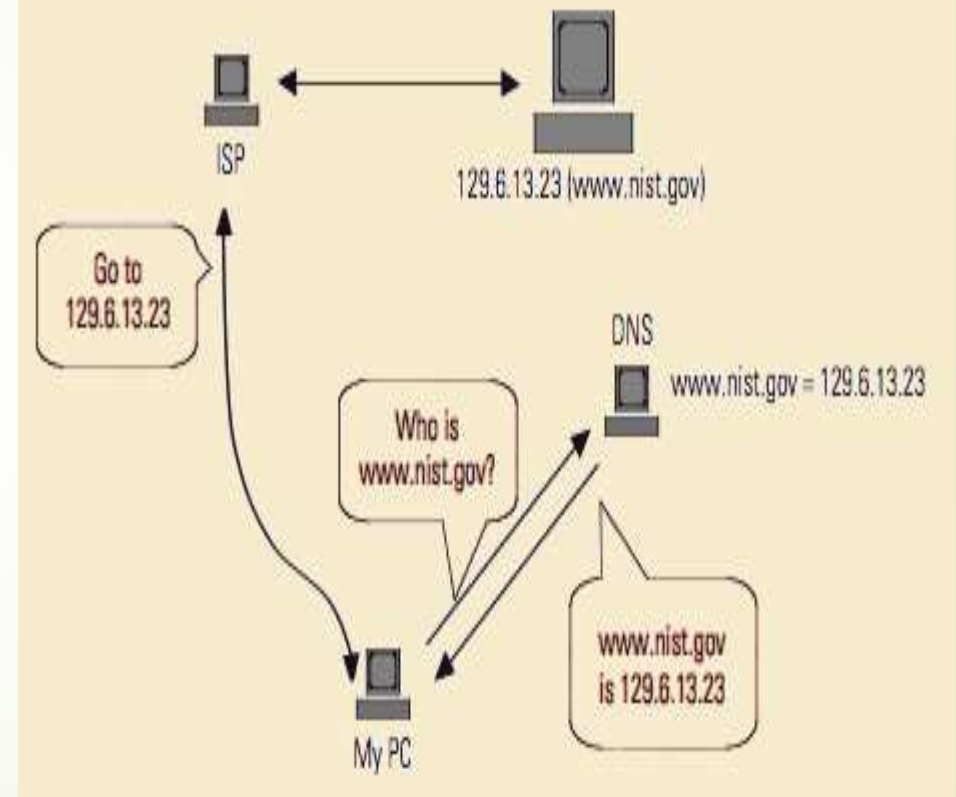 ISP
129.6.13.23 (www.nist.gov)
Go to
129.6.13.23
DNS
www.nist.gov = 129.6.13.23
Who is
www.nist.gov?
www.nist.gov
is 129.6.13.23
My PC